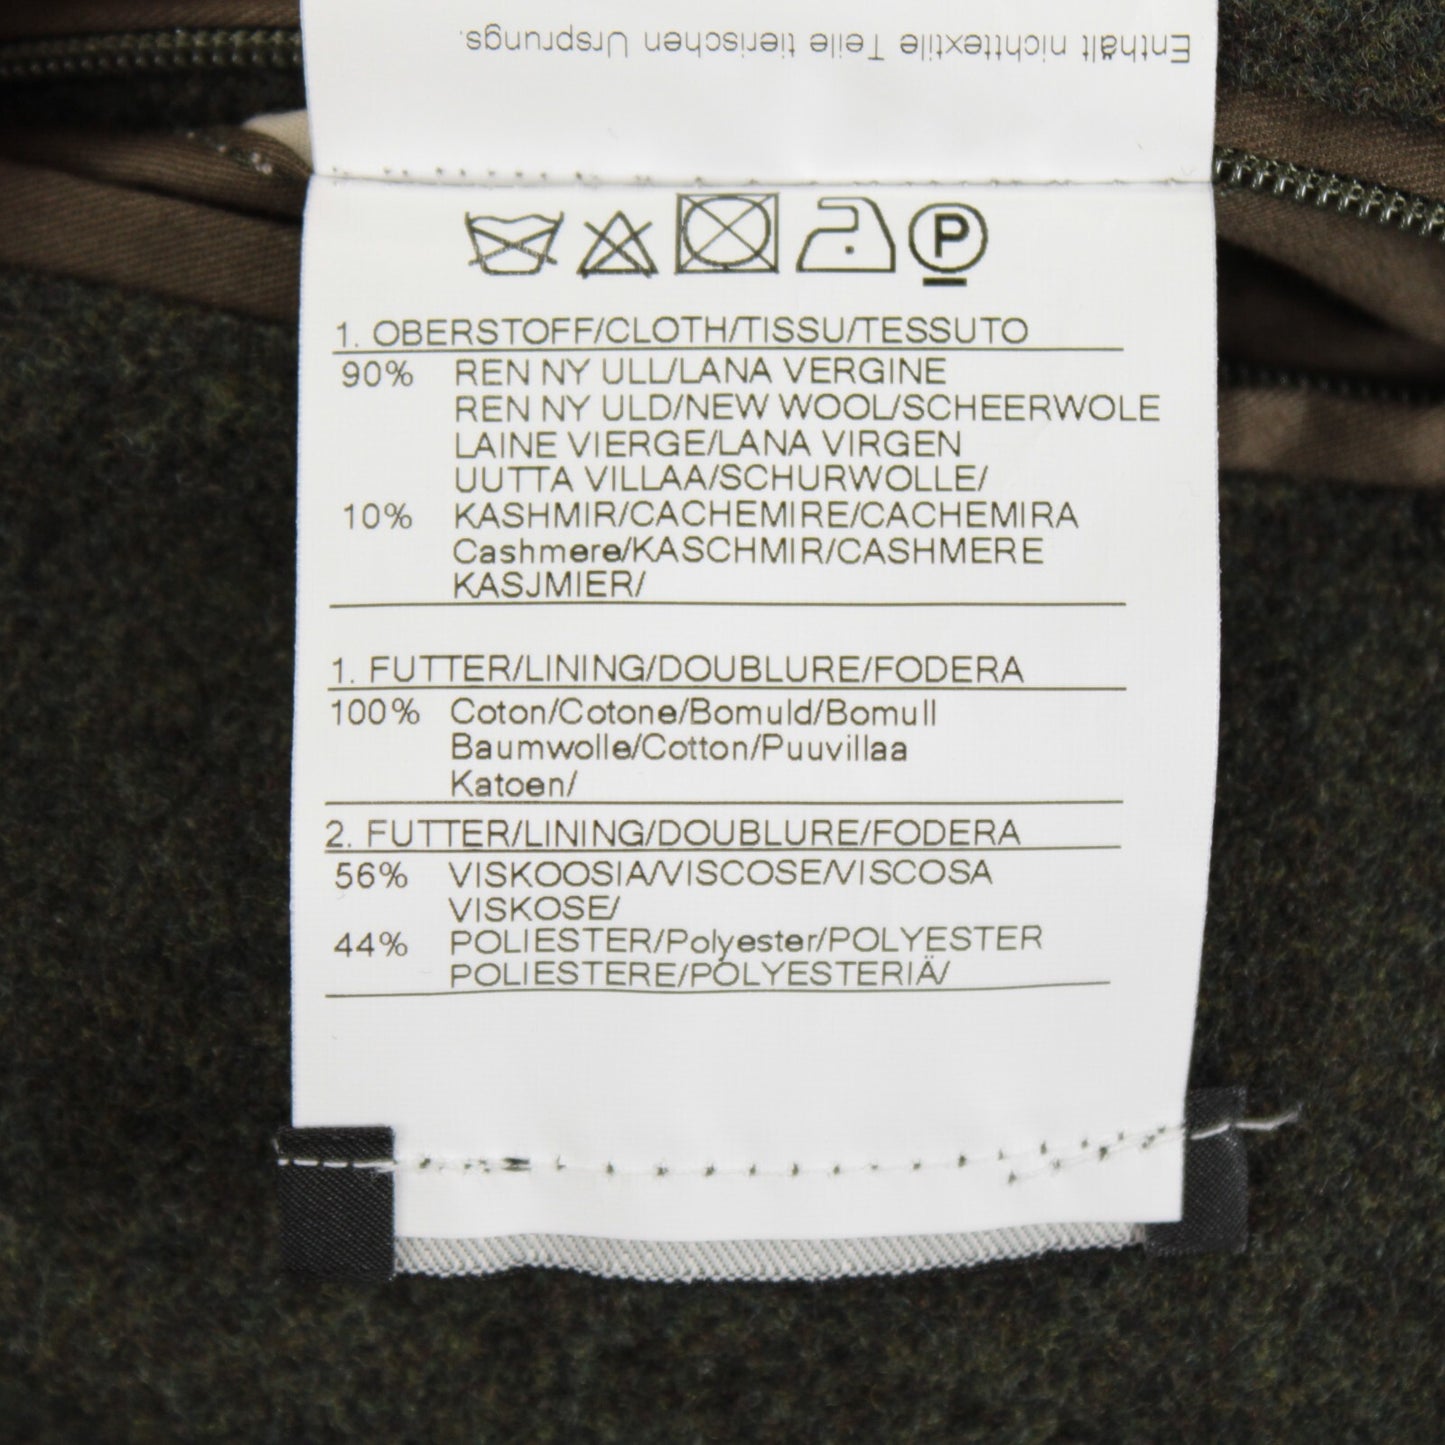 Enthält nichttextile Teile tierischen Ursprungs.
P
1. OBERSTOFF/CLOTH/TISSU/TESSUTO
90% REN NY ULL/LANA VERGINE
REN NY ULD/NEW WOOL/SCHEERWOLE
LAINE VIERGE/LANA VIRGEN
UUTTA VILLAA/SCHURWOLLE/
10% KASHMIR/CACHEMIRE/CACHEMIRA
Cashmere/KASCHMIR/CASHMERE
KASJMIER/
1. FUTTER/LINING/DOUBLURE/FODERA
100% Coton/Cotone/Bomuld/Bomull
Baumwolle/Cotton/Puuvillaa
Katoen/
2. FUTTER/LINING/DOUBLURE/FODERA
56% VISKOOSIA/VISCOSE/VISCOSA
VISKOSE/
44% POLIESTER/Polyester/POLYESTER
POLIESTERE/POLYESTERIÄ/